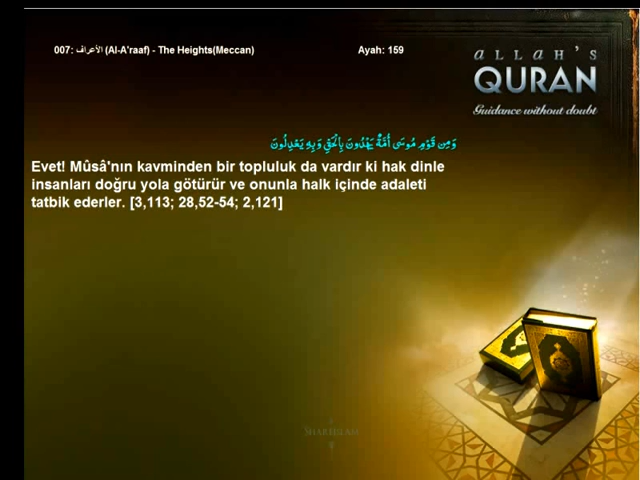 007: الأعراف (Al-A'raaf) - The Heights(Meccan) Ayah: 159
ALLAH'S
QURAN
Guidance without doubt
وَمِن قَوْمِ مُوسَىٰ أُمَّةٌ يَهْدُونَ بِالْحَقِّ وَبِهِ يَعْدِلُونَ
Evet! Mûsâ'nın kavminden bir topluluk da vardır ki hak dinle
insanları doğru yola götürür ve onunla halk içinde adaleti
tatbik ederler. [3,113; 28,52-54; 2,121]